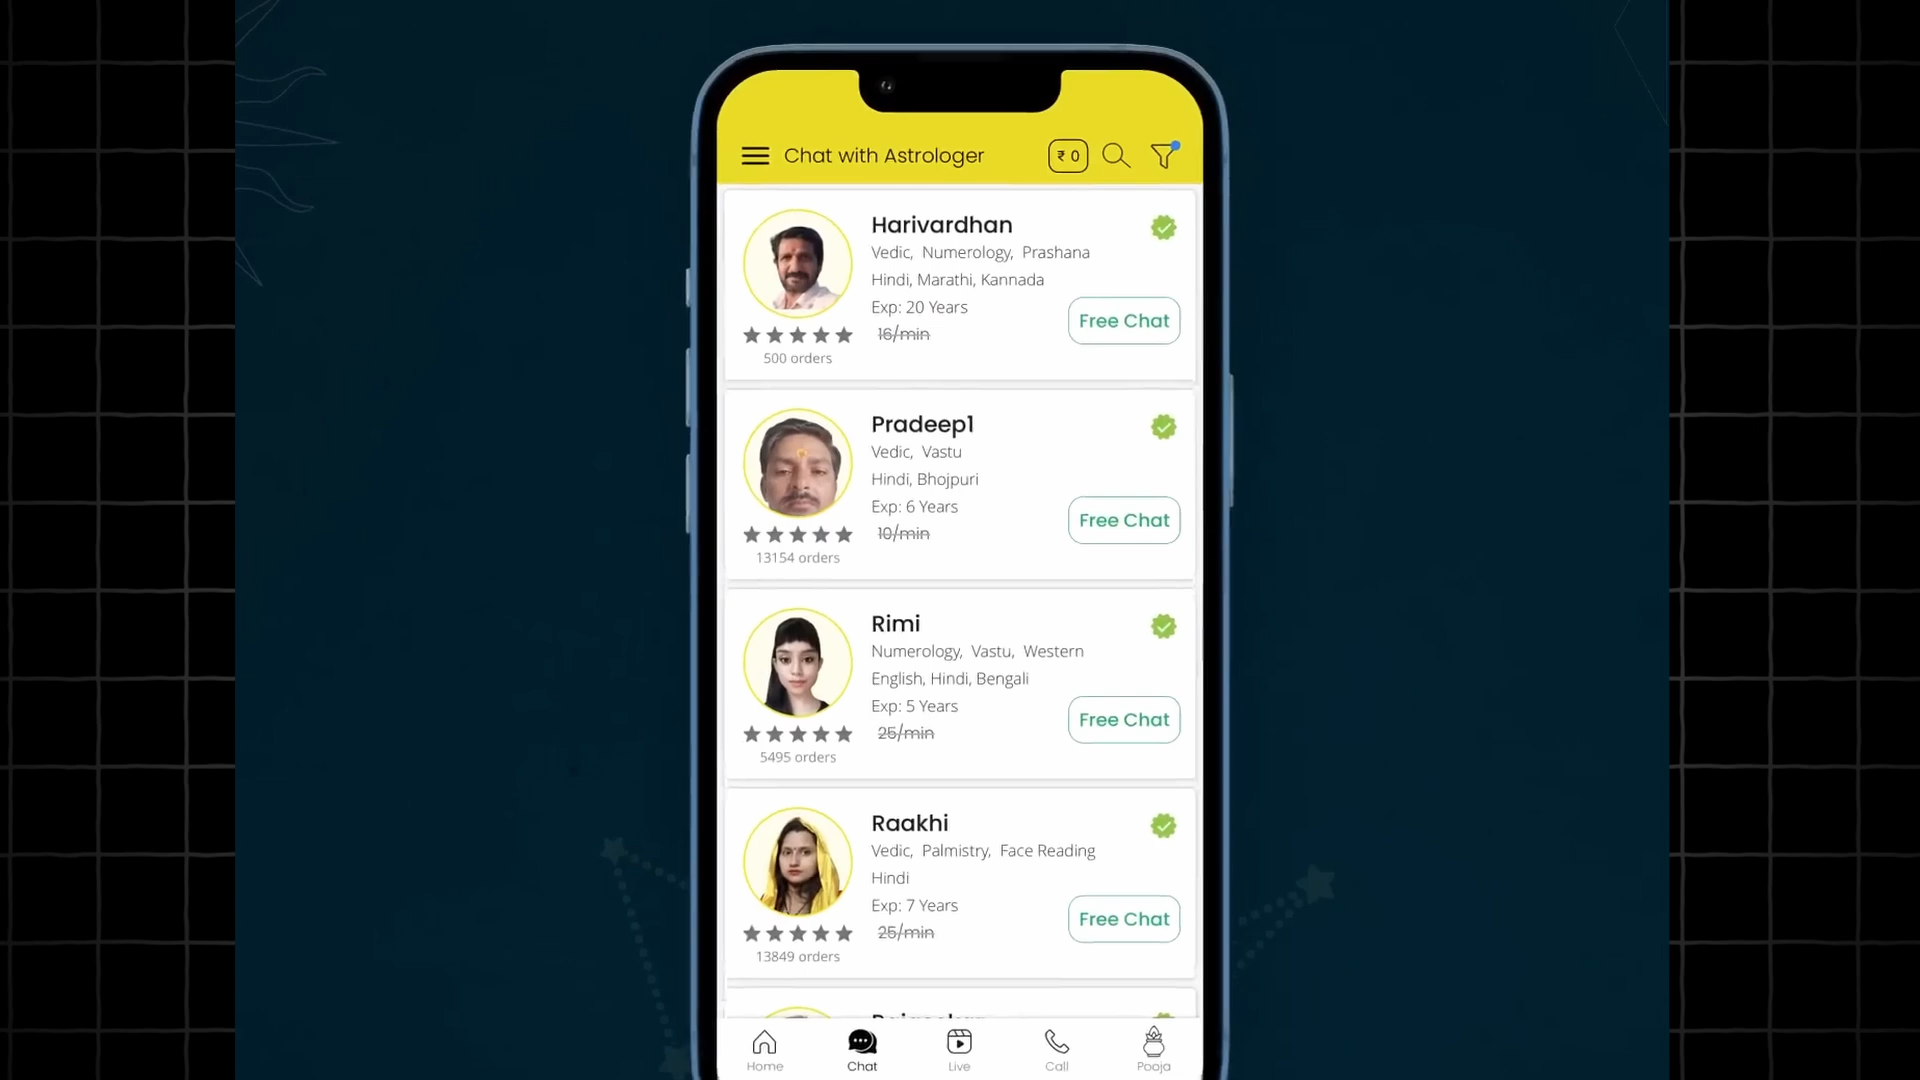 Chat with Astrologer
₹ 0
Harivardhan
Vedic, Numerology, Prashana
Hindi, Marathi, Kannada
Exp: 20 Years
16/min
Free Chat
500 orders
Pradeep1
Vedic, Vastu
Hindi, Bhojpuri
Exp: 6 Years
10/min
Free Chat
13154 orders
Rimi
Numerology, Vastu, Western
English, Hindi, Bengali
Exp: 5 Years
25/min
Free Chat
5495 orders
Raakhi
Vedic, Palmistry, Face Reading
Hindi
Exp: 7 Years
25/min
Free Chat
13849 orders
Home
Chat
Live
Call
Pooja